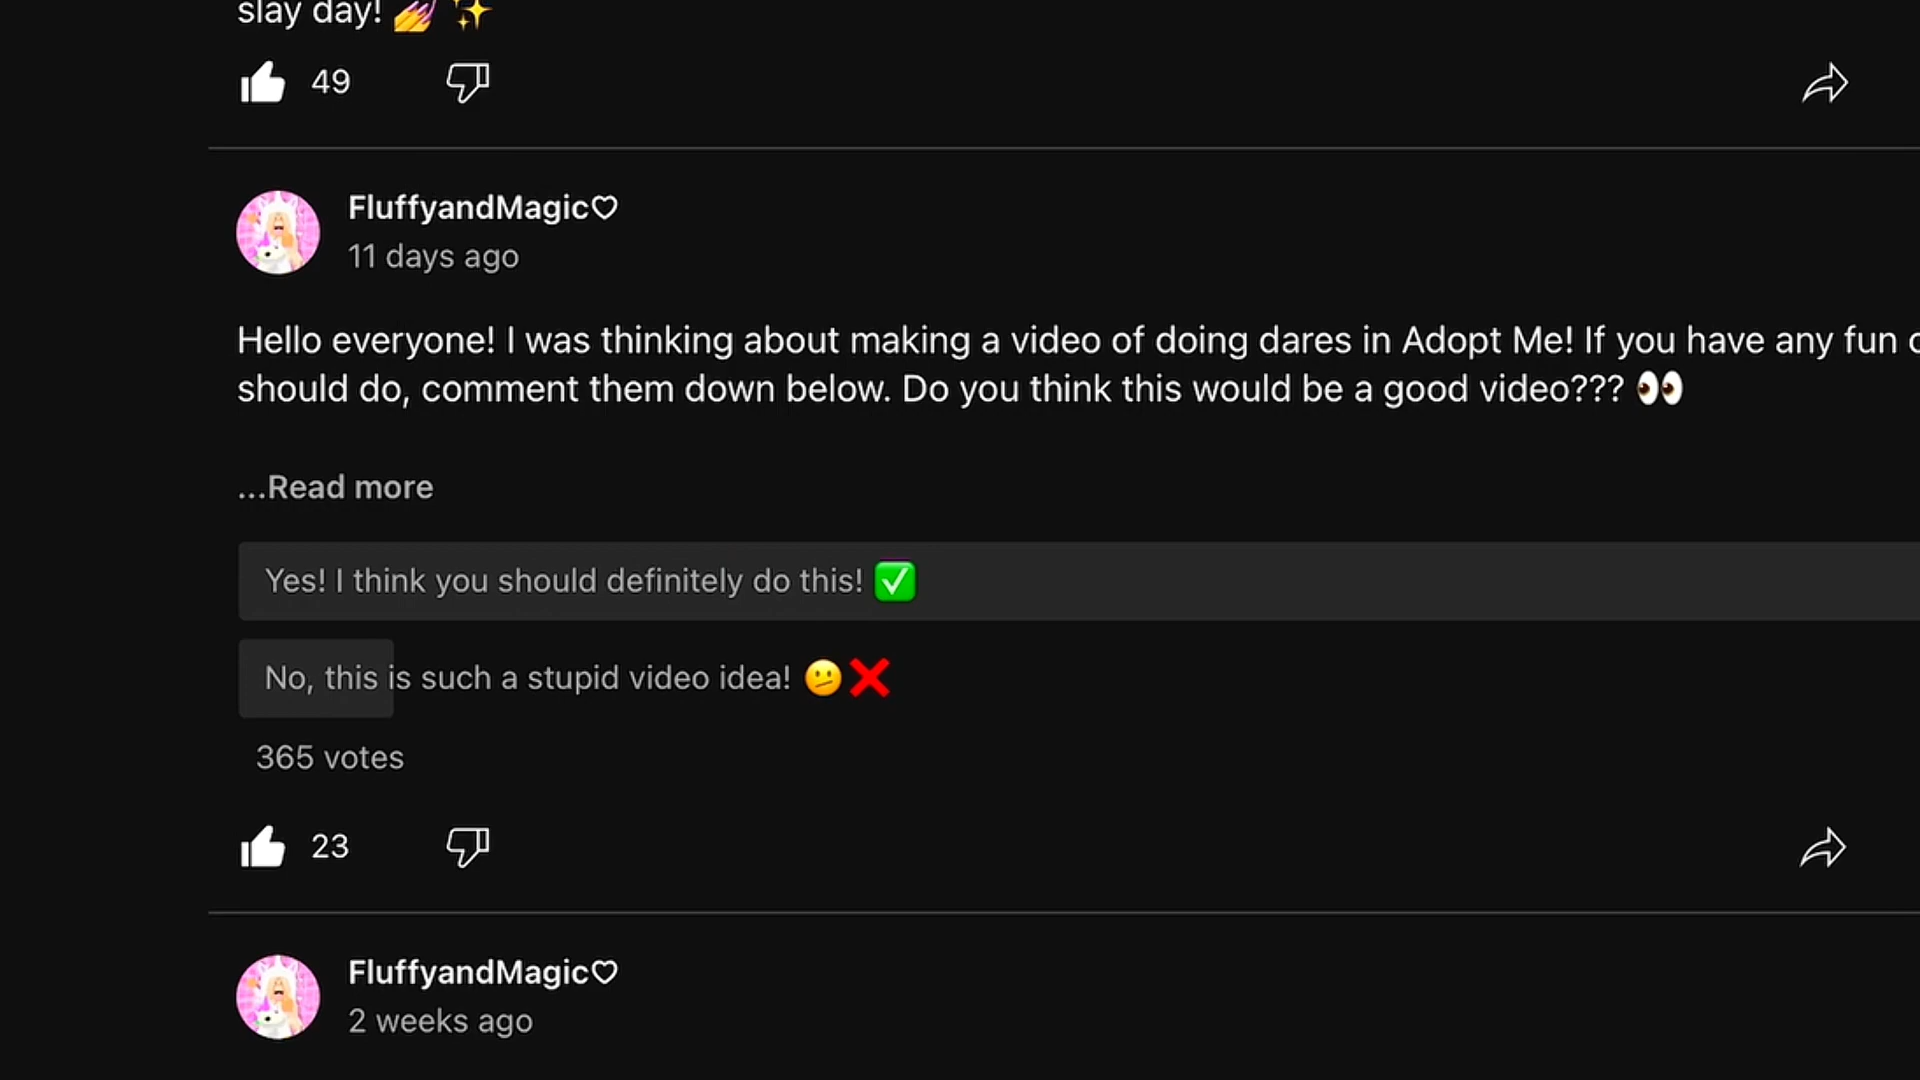 slay day! 💅 ✨
49
FluffyandMagic♡
11 days ago
Hello everyone! I was thinking about making a video of doing dares in Adopt Me! If you have any fun
should do, comment them down below. Do you think this would be a good video??? 👀
...Read more
Yes! I think you should definitely do this! ✅
No, this is such a stupid video idea! 🫤❌
365 votes
23
FluffyandMagic♡
2 weeks ago